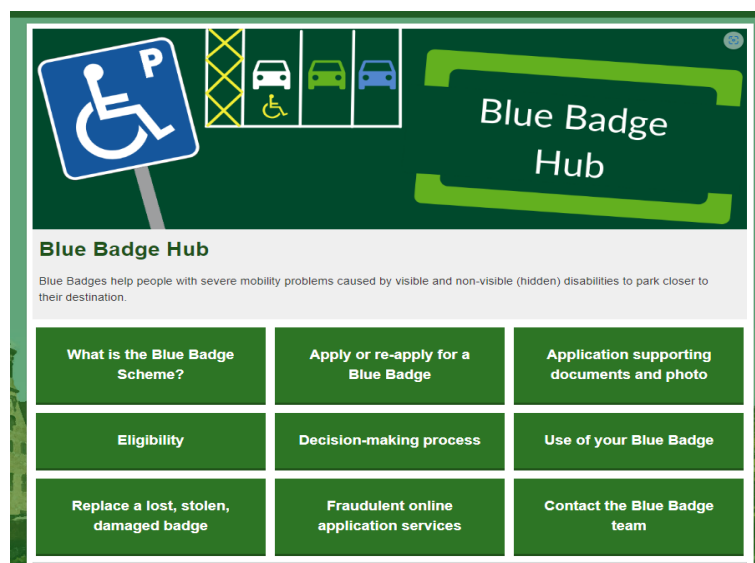 P
Blue Badge
Hub
Blue Badge Hub
Blue Badges help people with severe mobility problems caused by visible and non-visible (hidden) disabilities to park closer to
their destination.
What is the Blue Badge
Scheme?
Apply or re-apply for a
Blue Badge
Application supporting
documents and photo
Eligibility
Decision-making process
Use of your Blue Badge
Replace a lost, stolen,
damaged badge
Fraudulent online
application services
Contact the Blue Badge
team